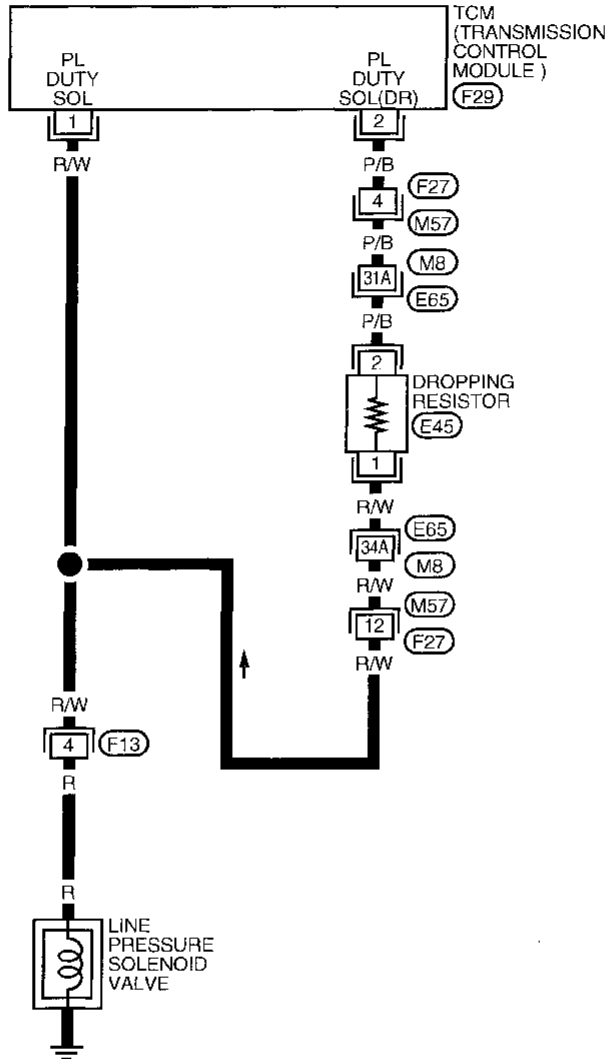 TCM
(TRANSMISSION
CONTROL
MODULE )
F29
PL
DUTY
SOL
PL
DUTY
SOL(DR)
1
2
R/W
P/B
4
F27
M57
P/B
31A
M8
E65
P/B
2
DROPPING
RESISTOR
E45
1
R/W
34A
E65
M8
R/W
12
M57
F27
R/W
R/W
4
F13
R
R
LINE
PRESSURE
SOLENOID
VALVE